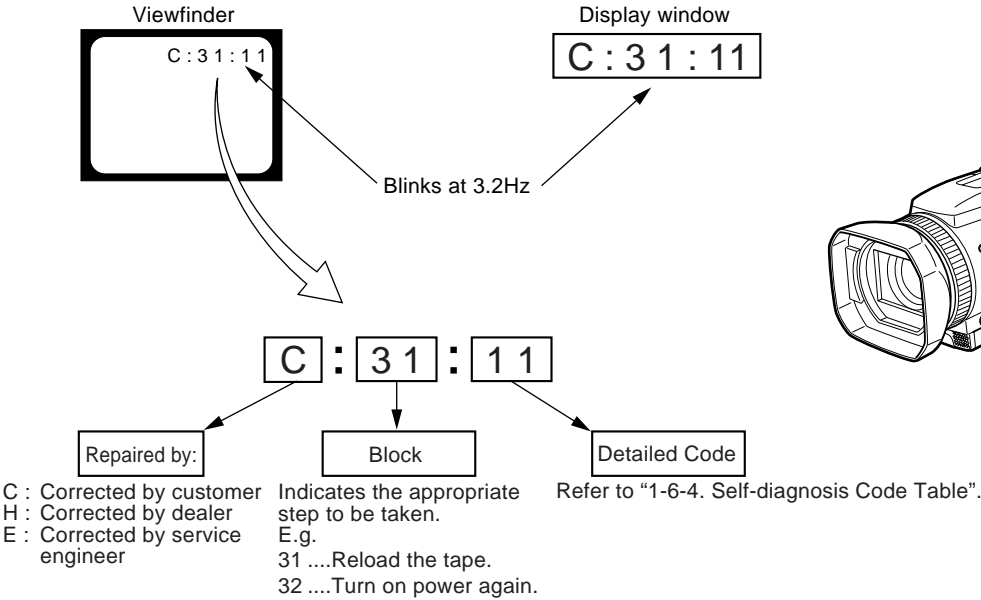 Viewfinder
Display window
C : 3 1 : 1 1
C : 3 1 : 11
Blinks at 3.2Hz
C : 3 1 : 1 1
Repaired by:
Block
Detailed Code
C : Corrected by customer
H : Corrected by dealer
E : Corrected by service
engineer
Indicates the appropriate
step to be taken.
E.g.
31 ....Reload the tape.
32 ....Turn on power again.
Refer to “1-6-4. Self-diagnosis Code Table”.